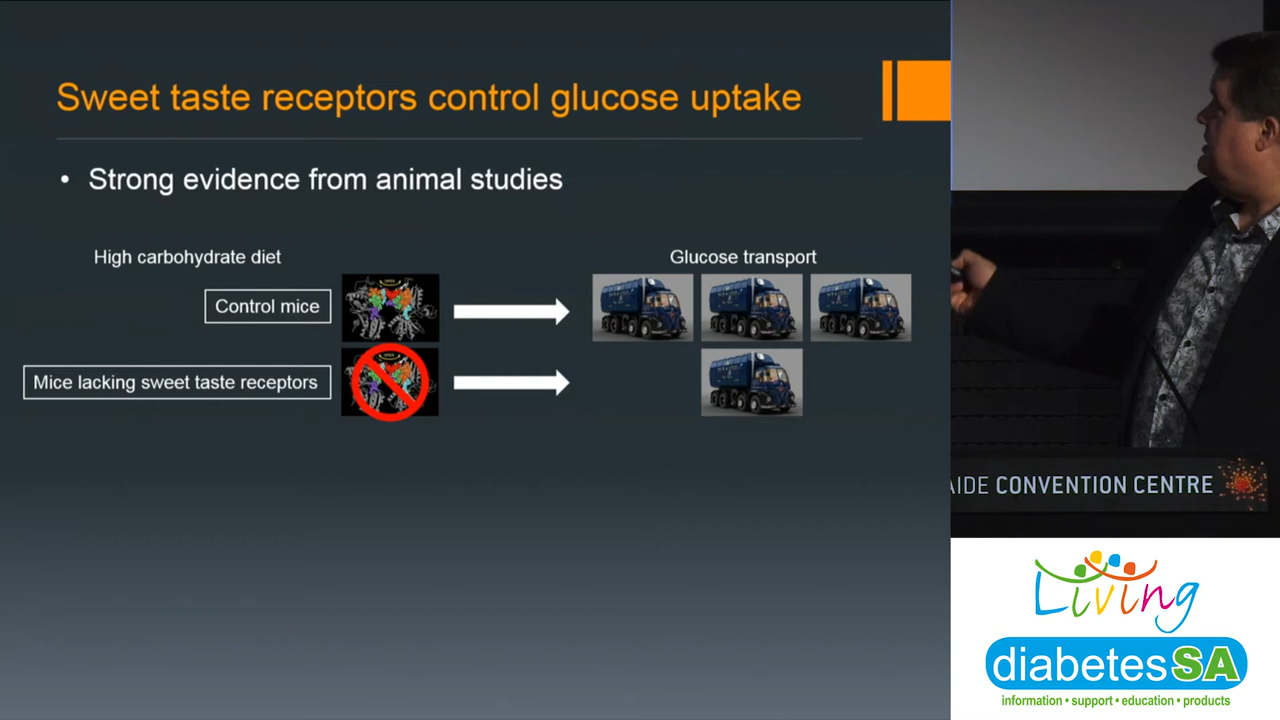 Sweet taste receptors control glucose uptake
• Strong evidence from animal studies
High carbohydrate diet
Glucose transport
Control mice
Mice lacking sweet taste receptors
AIDE CONVENTION CENTRE
Living
diabetesSA
information • support • education • products